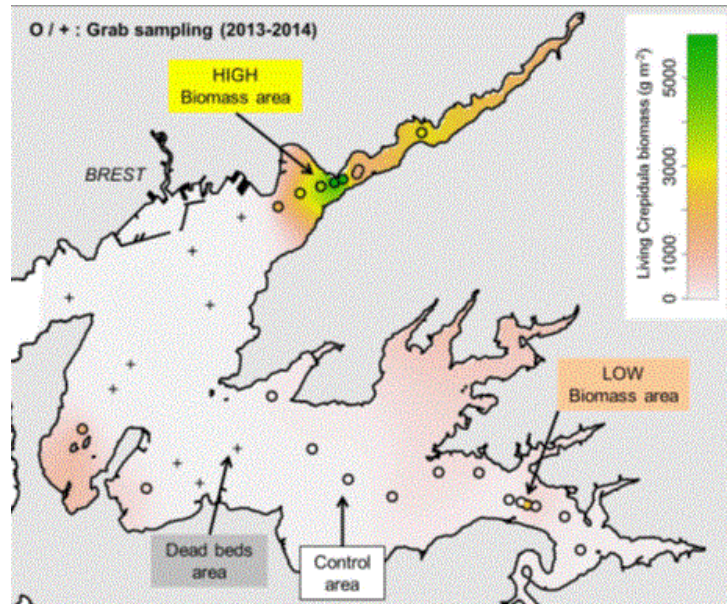 O / + : Grab sampling (2013-2014)
HIGH
Biomass area
BREST
LOW
Biomass area
Dead beds
area
Control
area
Living Crepidula biomass (g m⁻²)
5000
3000
1000
0